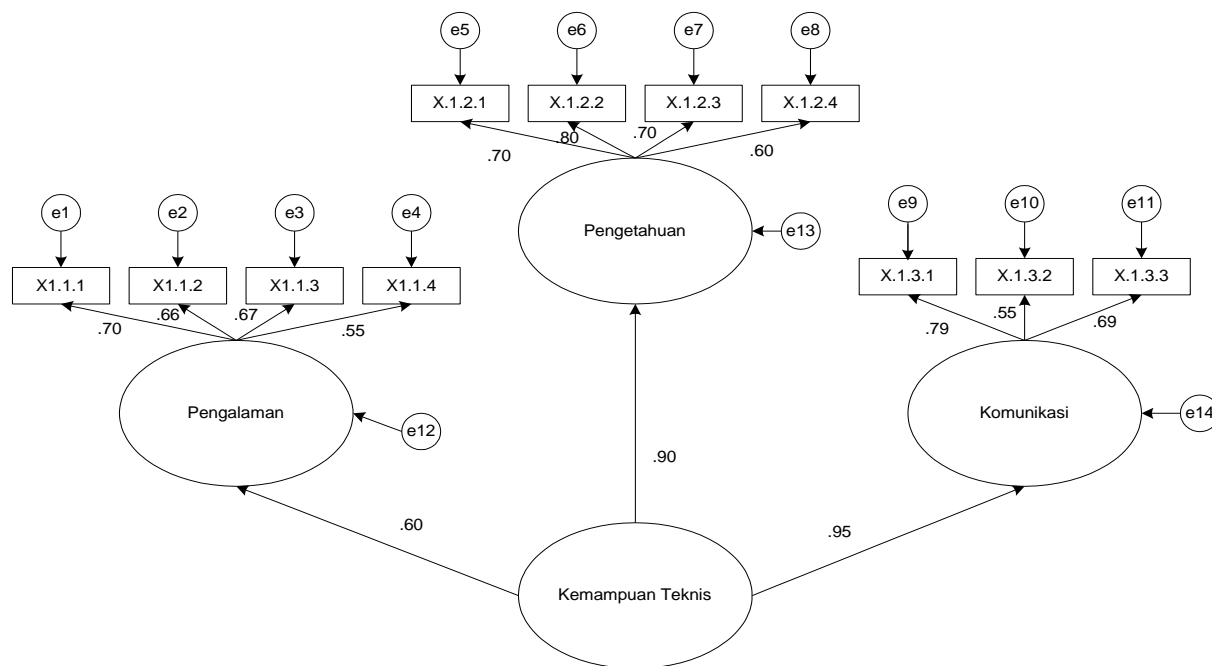 e5 e6 e7 e8
X.1.2.1 X.1.2.2 X.1.2.3 X.1.2.4
.70 .80 .70 .60
Pengetahuan e13
e1 e2 e3 e4
X1.1.1 X1.1.2 X1.1.3 X1.1.4
.70 .66 .67 .55
Pengalaman e12
e9 e10 e11
X.1.3.1 X.1.3.2 X.1.3.3
.79 .55 .69
Komunikasi e14
.60 .90 .95
Kemampuan Teknis